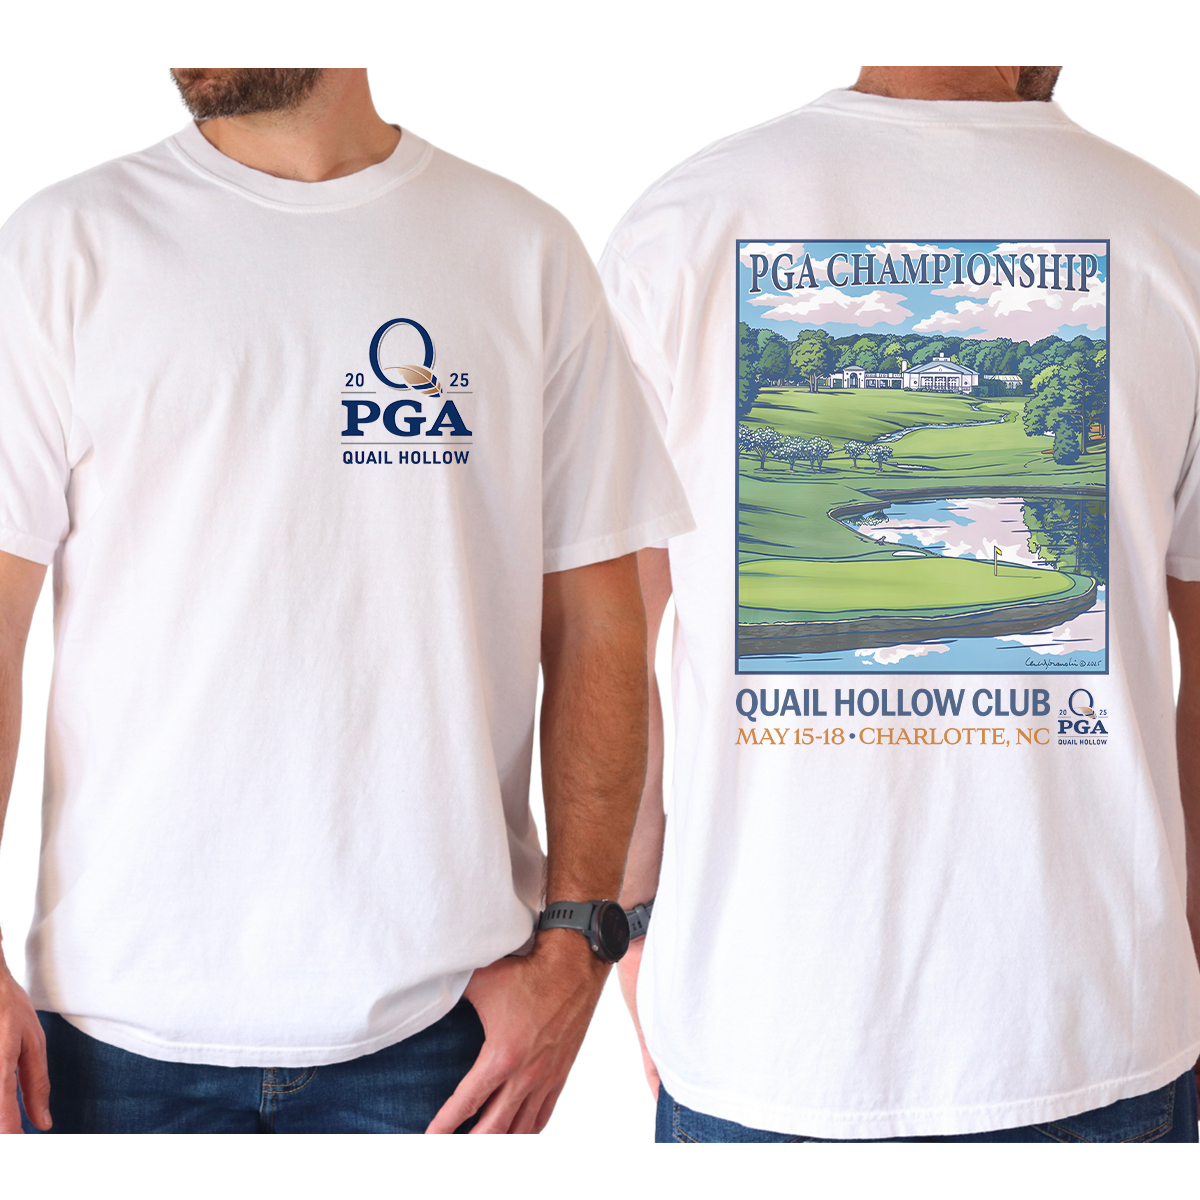 20 25
PGA
QUAIL HOLLOW
PGA CHAMPIONSHIP
©2025
QUAIL HOLLOW CLUB
MAY 15-18 • CHARLOTTE, NC
20 25
PGA
QUAIL HOLLOW